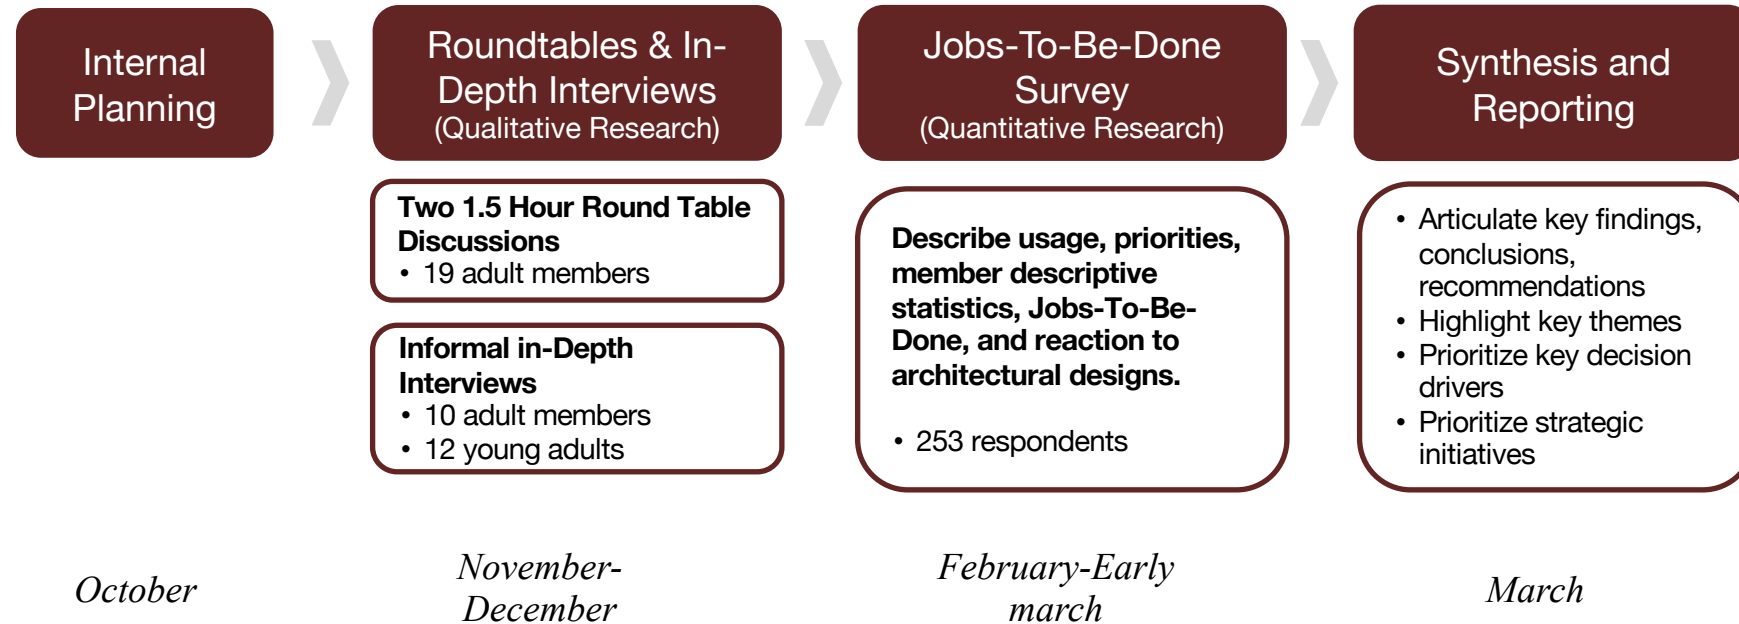 Internal
Planning
Roundtables & In-
Depth Interviews
(Qualitative Research)
Jobs-To-Be-Done
Survey
(Quantitative Research)
Synthesis and
Reporting
Two 1.5 Hour Round Table
Discussions
• 19 adult members
Informal in-Depth
Interviews
• 10 adult members
• 12 young adults
Describe usage, priorities,
member descriptive
statistics, Jobs-To-Be-
Done, and reaction to
architectural designs.
• 253 respondents
• Articulate key findings,
conclusions,
recommendations
• Highlight key themes
• Prioritize key decision
drivers
• Prioritize strategic
initiatives
October
November-
December
February-Early
march
March